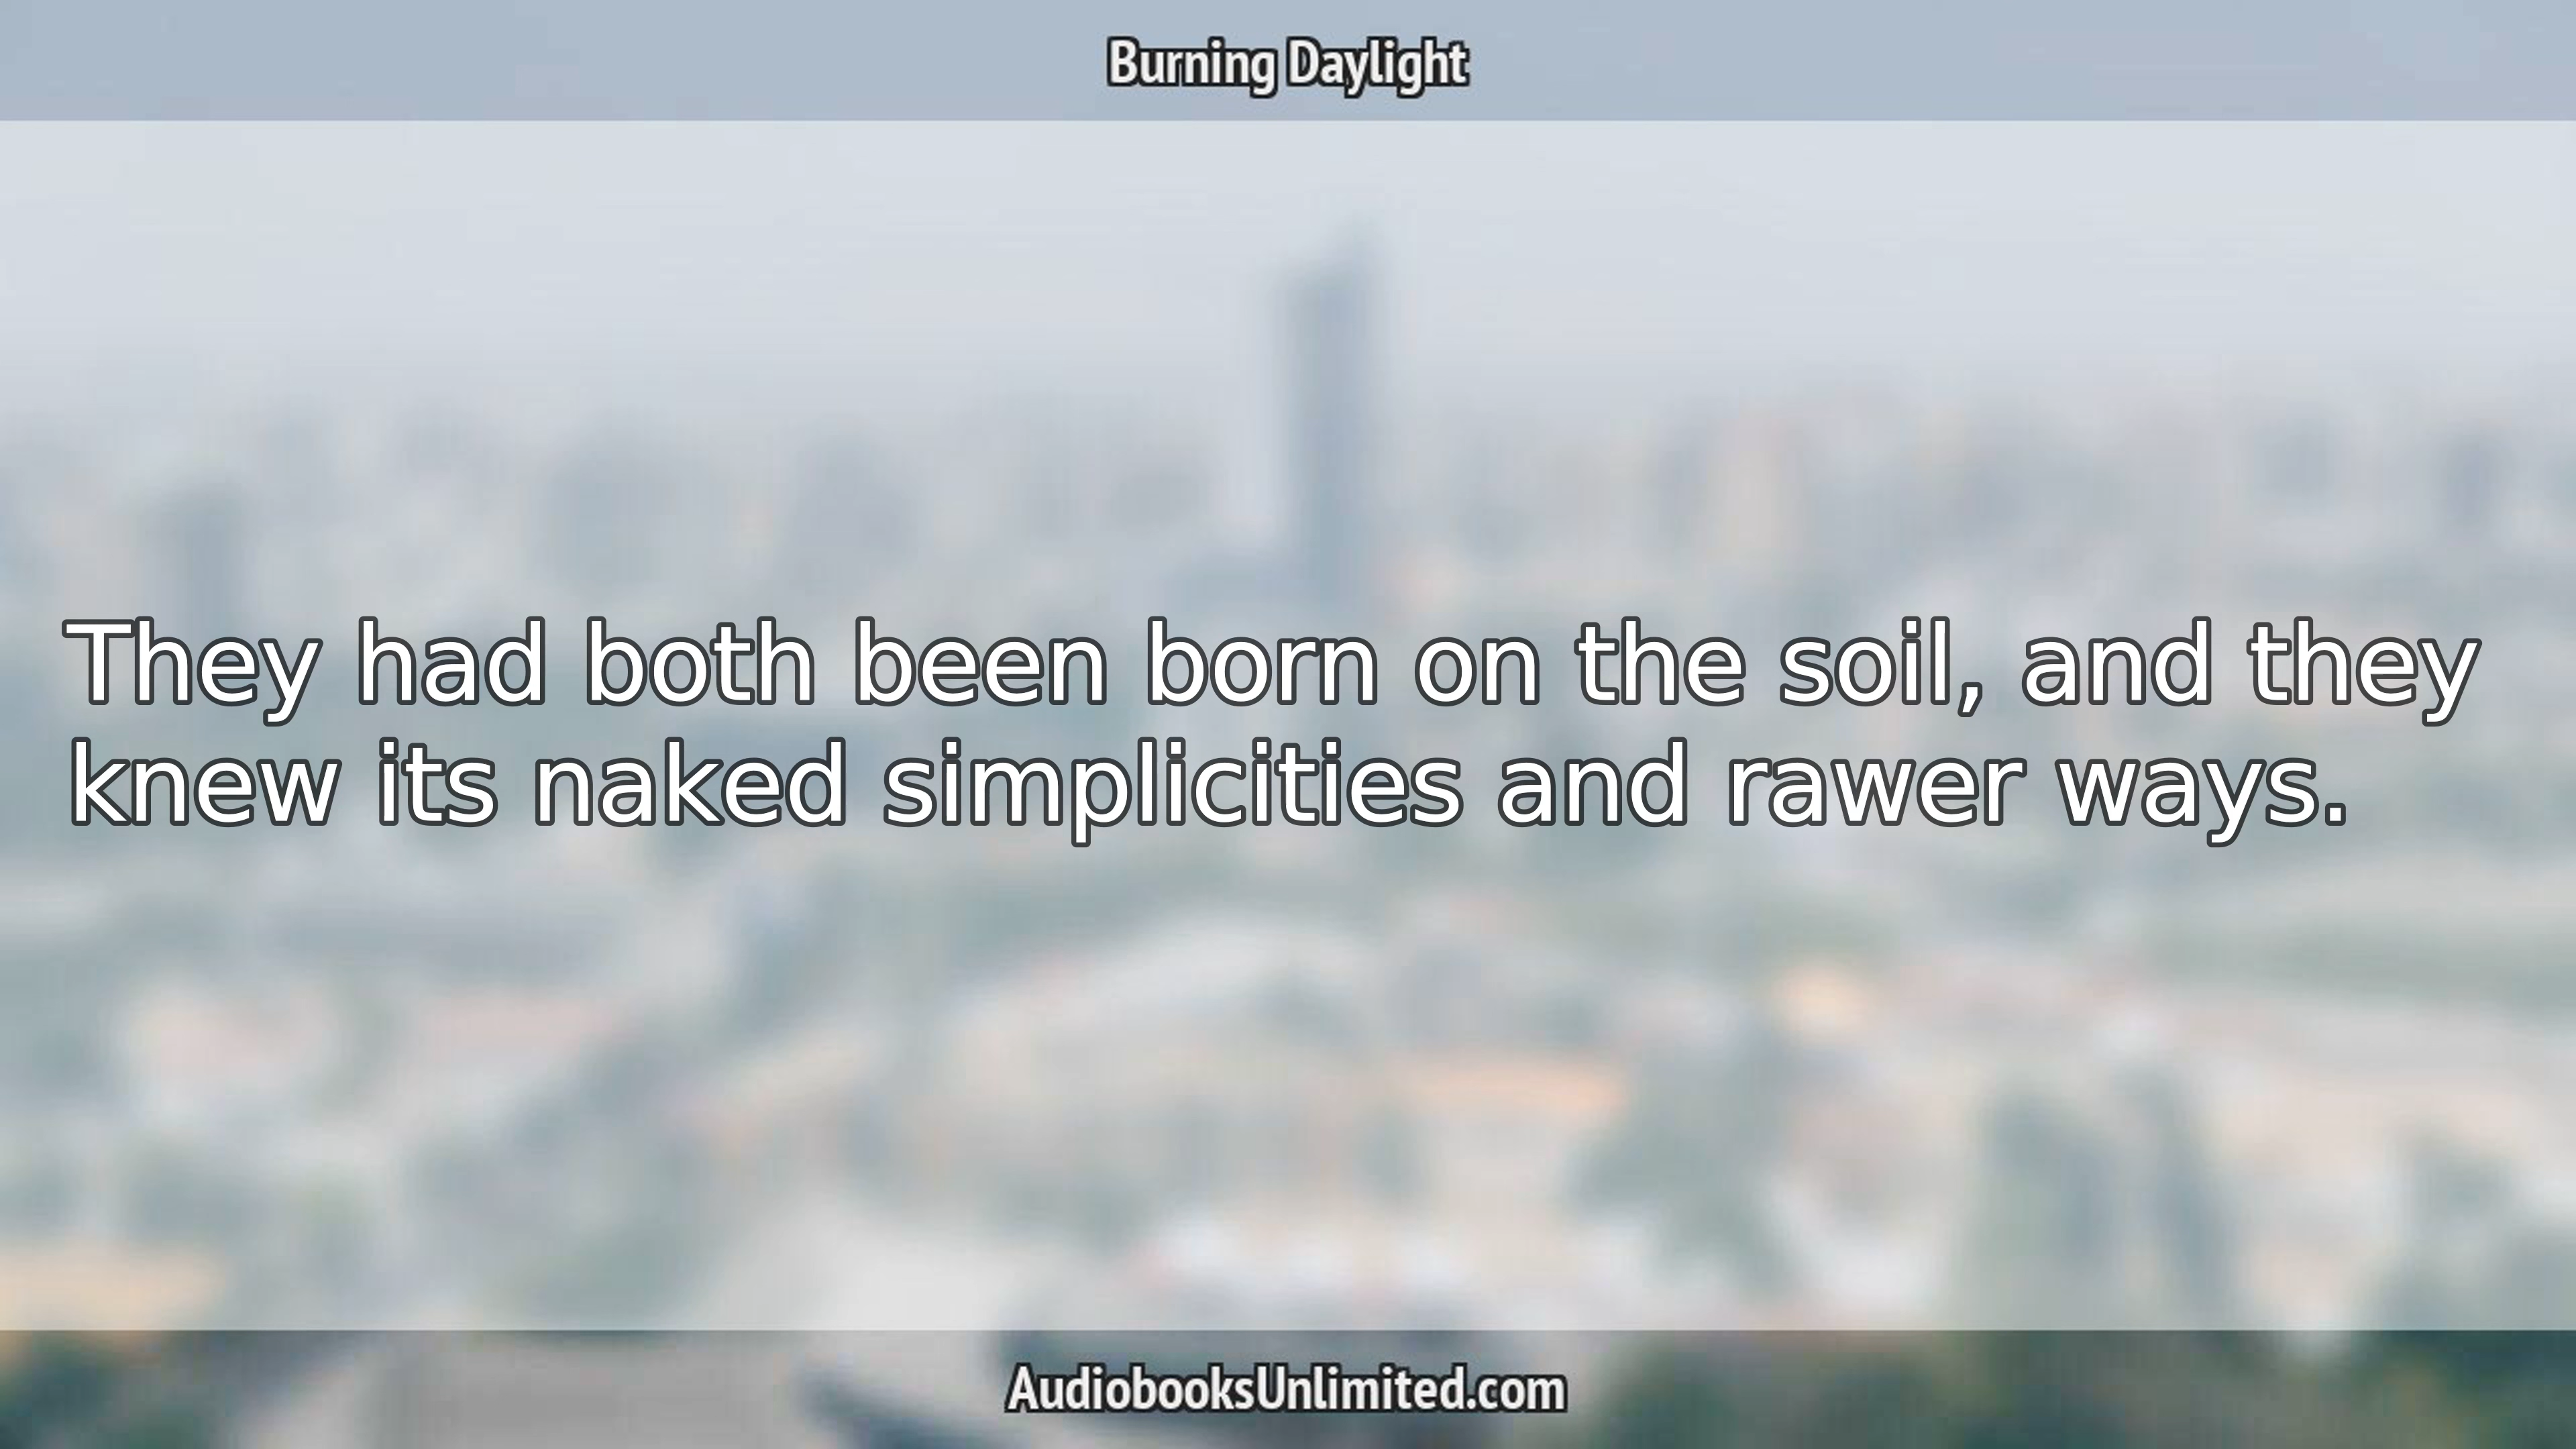 Burning Daylight
They had both been born on the soil, and they
knew its naked simplicities and rawer ways.
AudiobooksUnlimited.com